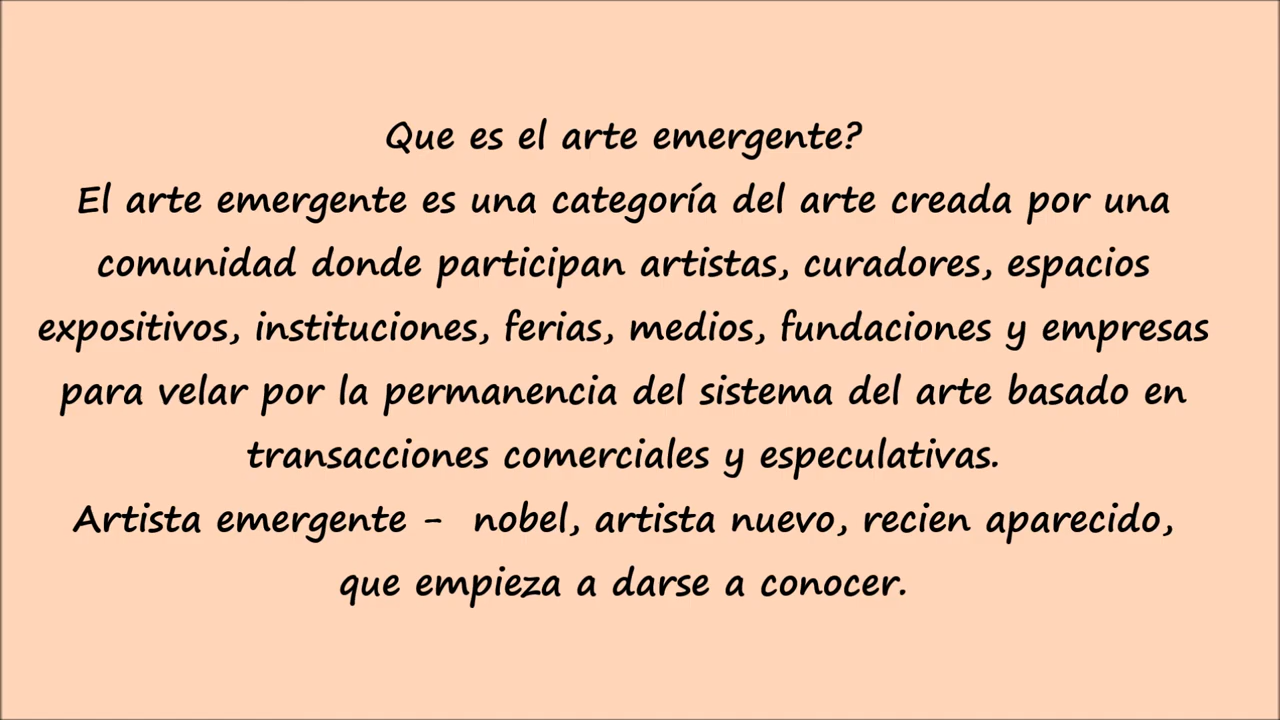 Que es el arte emergente?
El arte emergente es una categoría del arte creada por una
comunidad donde participan artistas, curadores, espacios
expositivos, instituciones, ferias, medios, fundaciones y empresas
para velar por la permanencia del sistema del arte basado en
transacciones comerciales y especulativas.
Artista emergente -  nobel, artista nuevo, recien aparecido,
que empieza a darse a conocer.